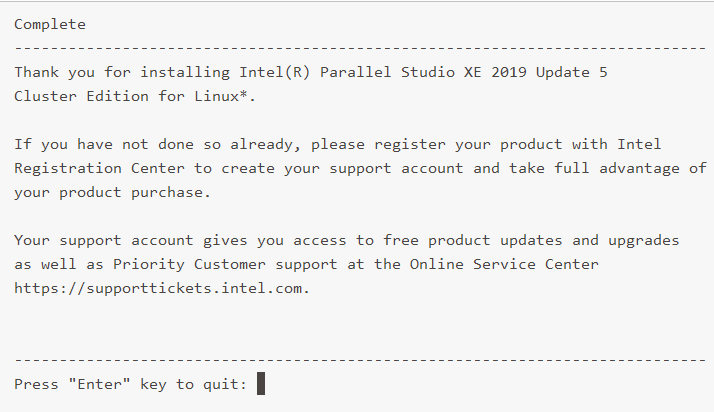 Complete
--------------------------------------------------------------------------------
Thank you for installing Intel(R) Parallel Studio XE 2019 Update 5
Cluster Edition for Linux*.

If you have not done so already, please register your product with Intel
Registration Center to create your support account and take full advantage of
your product purchase.

Your support account gives you access to free product updates and upgrades
as well as Priority Customer support at the Online Service Center
https://supporttickets.intel.com.

--------------------------------------------------------------------------------
Press "Enter" key to quit: